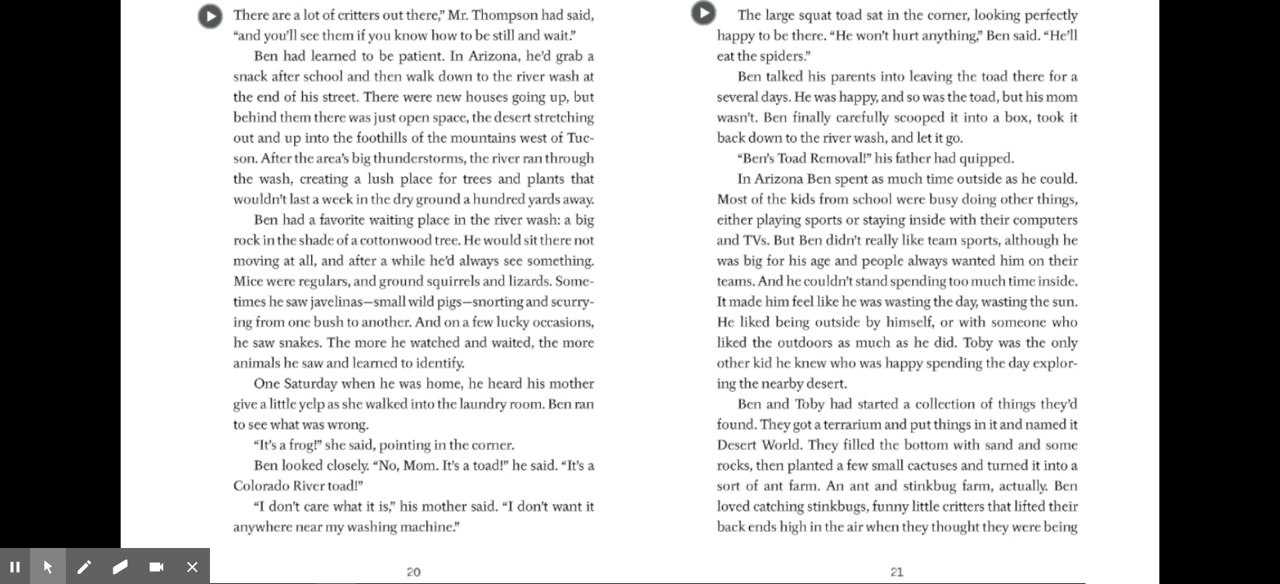 There are a lot of critters out there,” Mr. Thompson had said,
“and you’ll see them if you know how to be still and wait.”
Ben had learned to be patient. In Arizona, he’d grab a
snack after school and then walk down to the river wash at
the end of his street. There were new houses going up, but
behind them there was just open space, the desert stretching
out and up into the foothills of the mountains west of Tuc-
son. After the area’s big thunderstorms, the river ran through
the wash, creating a lush place for trees and plants that
wouldn’t last a week in the dry ground a hundred yards away.
Ben had a favorite waiting place in the river wash: a big
rock in the shade of a cottonwood tree. He would sit there not
moving at all, and after a while he’d always see something.
Mice were regulars, and ground squirrels and lizards. Some-
times he saw javelinas—small wild pigs—snorting and scurry-
ing from one bush to another. And on a few lucky occasions,
he saw snakes. The more he watched and waited, the more
animals he saw and learned to identify.
One Saturday when he was home, he heard his mother
give a little yelp as she walked into the laundry room. Ben ran
to see what was wrong.
“It’s a frog!” she said, pointing in the corner.
Ben looked closely. “No, Mom. It’s a toad!” he said. “It’s a
Colorado River toad!”
“I don’t care what it is,” his mother said. “I don’t want it
anywhere near my washing machine.”
20
The large squat toad sat in the corner, looking perfectly
happy to be there. “He won’t hurt anything,” Ben said. “He’ll
eat the spiders.”
Ben talked his parents into leaving the toad there for a
several days. He was happy, and so was the toad, but his mom
wasn’t. Ben finally carefully scooped it into a box, took it
back down to the river wash, and let it go.
“Ben’s Toad Removal!” his father had quipped.
In Arizona Ben spent as much time outside as he could.
Most of the kids from school were busy doing other things,
either playing sports or staying inside with their computers
and TVs. But Ben didn’t really like team sports, although he
was big for his age and people always wanted him on their
teams. And he couldn’t stand spending too much time inside.
It made him feel like he was wasting the day, wasting the sun.
He liked being outside by himself, or with someone who
liked the outdoors as much as he did. Toby was the only
other kid he knew who was happy spending the day explor-
ing the nearby desert.
Ben and Toby had started a collection of things they’d
found. They got a terrarium and put things in it and named it
Desert World. They filled the bottom with sand and some
rocks, then planted a few small cactuses and turned it into a
sort of ant farm. An ant and stinkbug farm, actually. Ben
loved catching stinkbugs, funny little critters that lifted their
back ends high in the air when they thought they were being
21